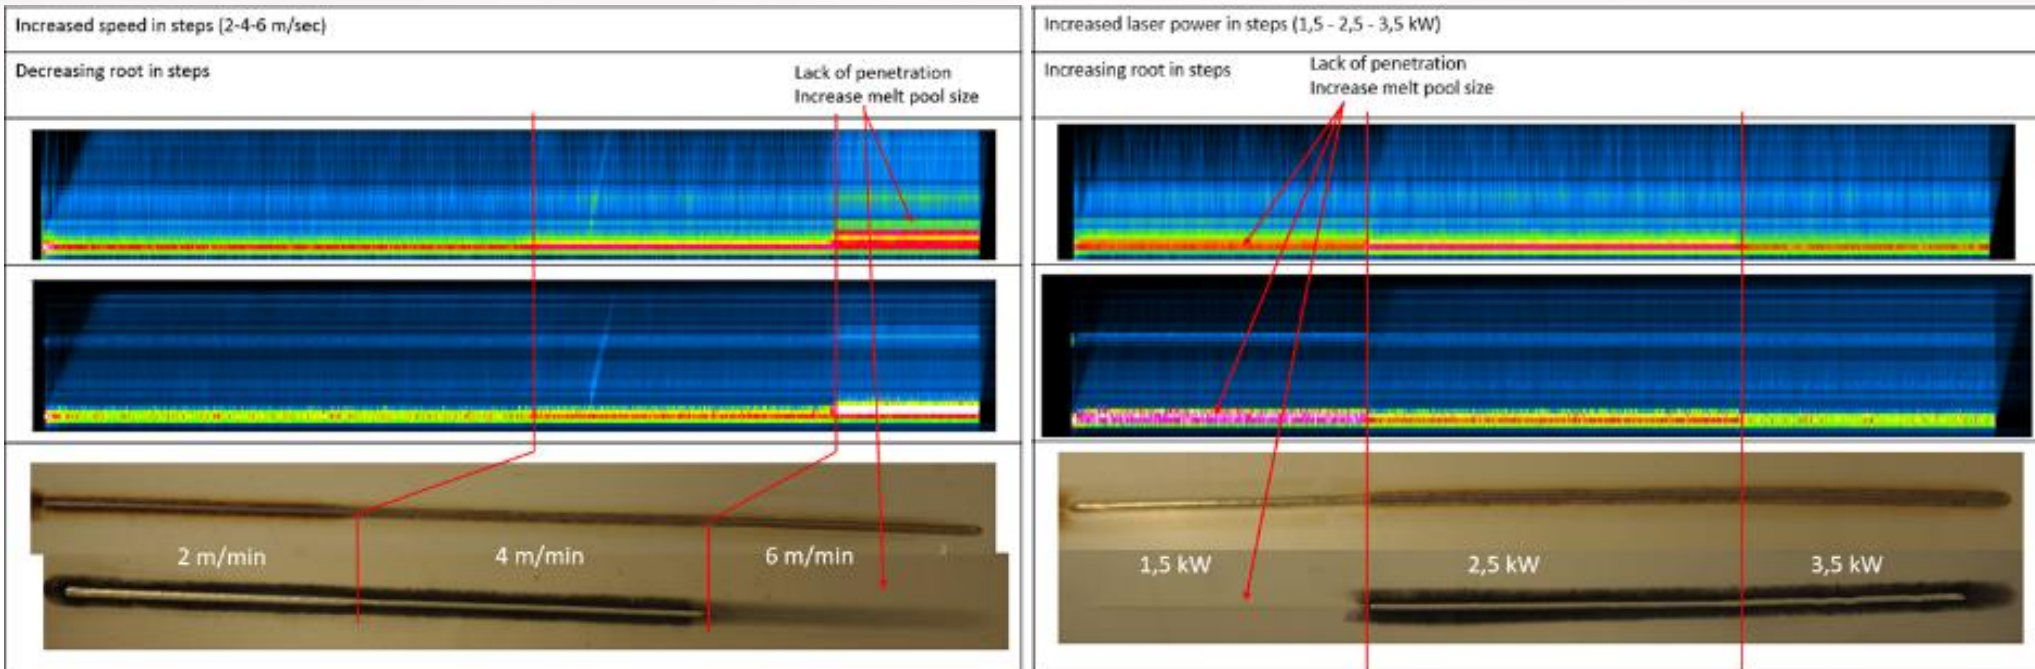 Increased speed in steps (2-4-6 m/sec)
Decreasing root in steps
Lack of penetration
Increase melt pool size
2 m/min
4 m/min
6 m/min
Increased laser power in steps (1,5 - 2,5 - 3,5 kW)
Increasing root in steps
Lack of penetration
Increase melt pool size
1,5 kW
2,5 kW
3,5 kW